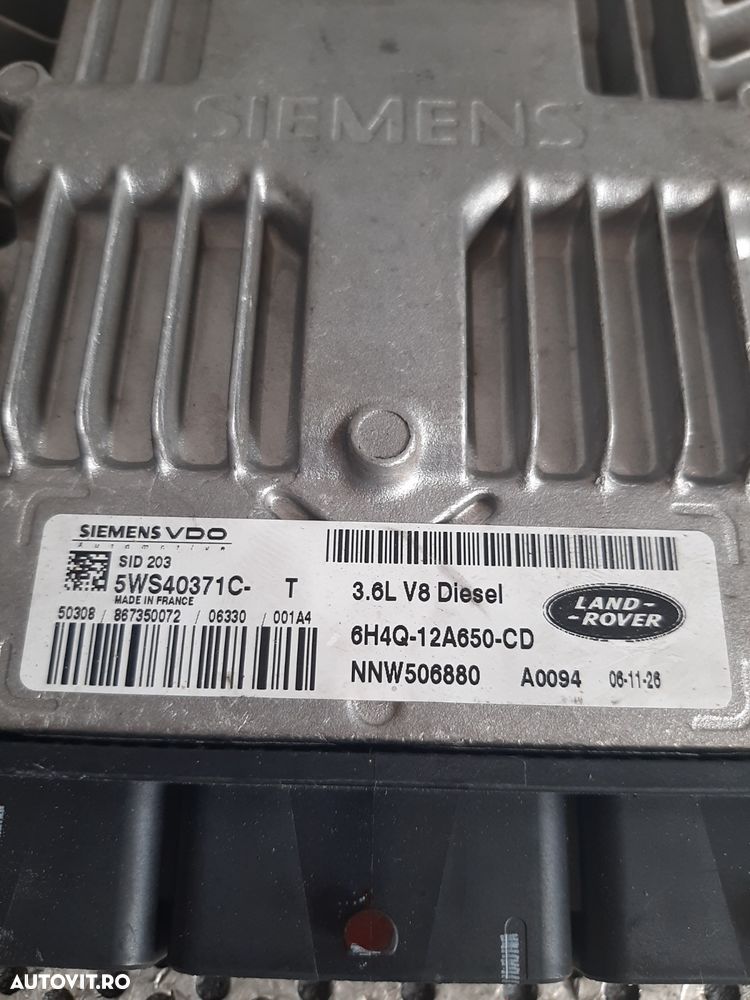 SIEMENS
SIEMENS VDO
Automotive
SID 203
5WS40371C- T
MADE IN FRANCE
50308 / 867350072 / 06330 / 001A4
3.6L V8 Diesel
LAND-
-ROVER
6H4Q-12A650-CD
NNW506880 A0094 06-11-26
AUTOVIT.RO